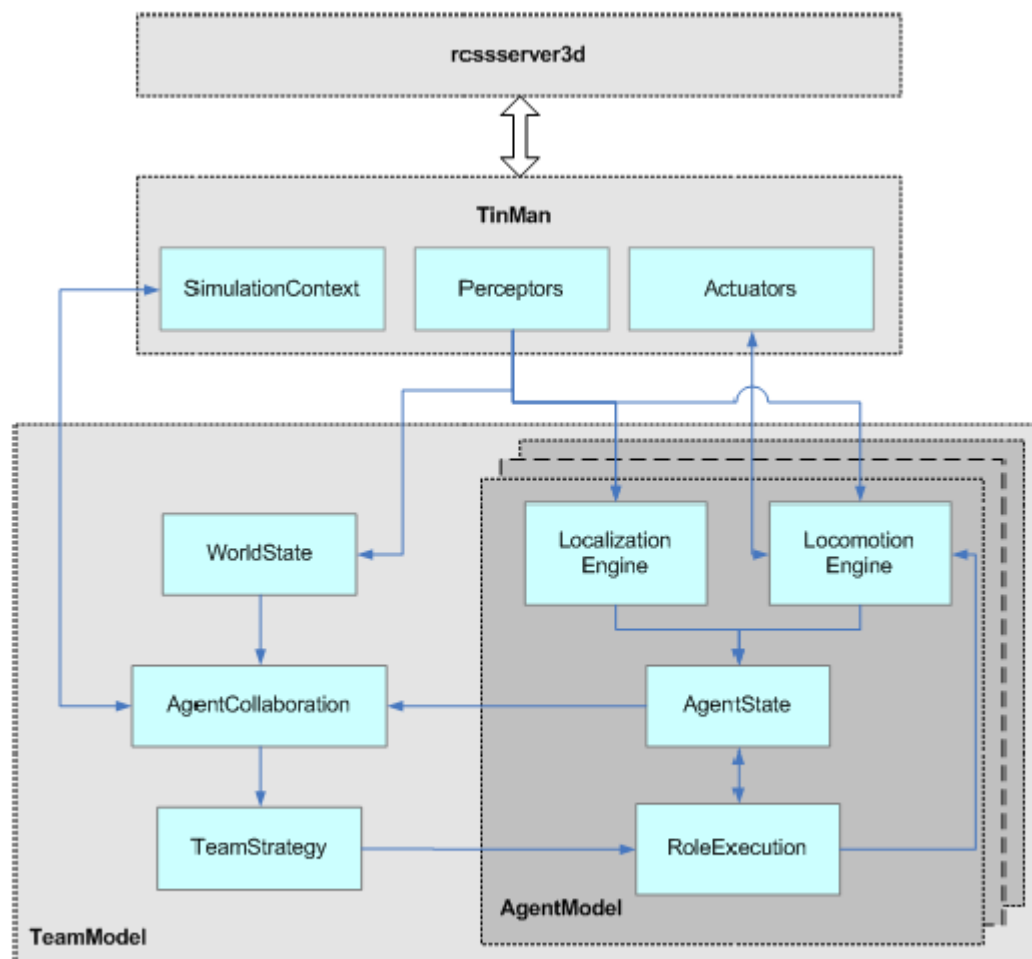 rcssserver3d
TinMan
SimulationContext
Perceptors
Actuators
WorldState
Localization
Engine
Locomotion
Engine
AgentCollaboration
AgentState
TeamStrategy
RoleExecution
AgentModel
TeamModel